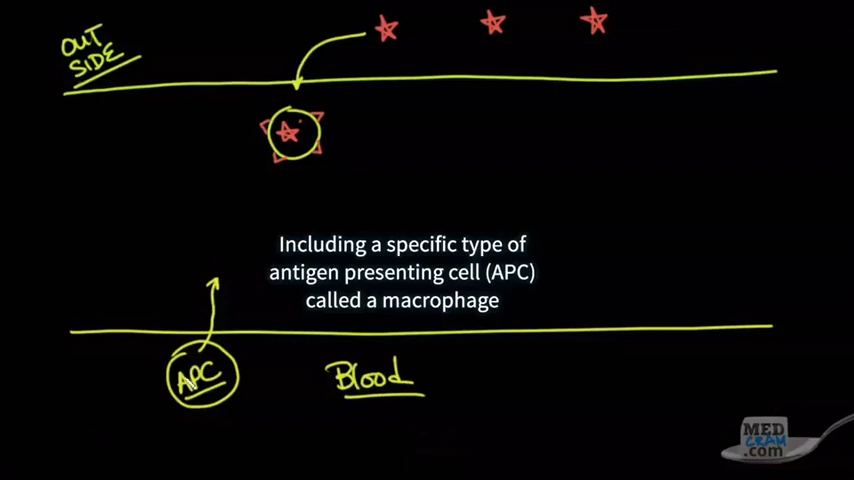 OUT
SIDE
Including a specific type of
antigen presenting cell (APC)
called a macrophage
APC
Blood
MED
CRAM
.com